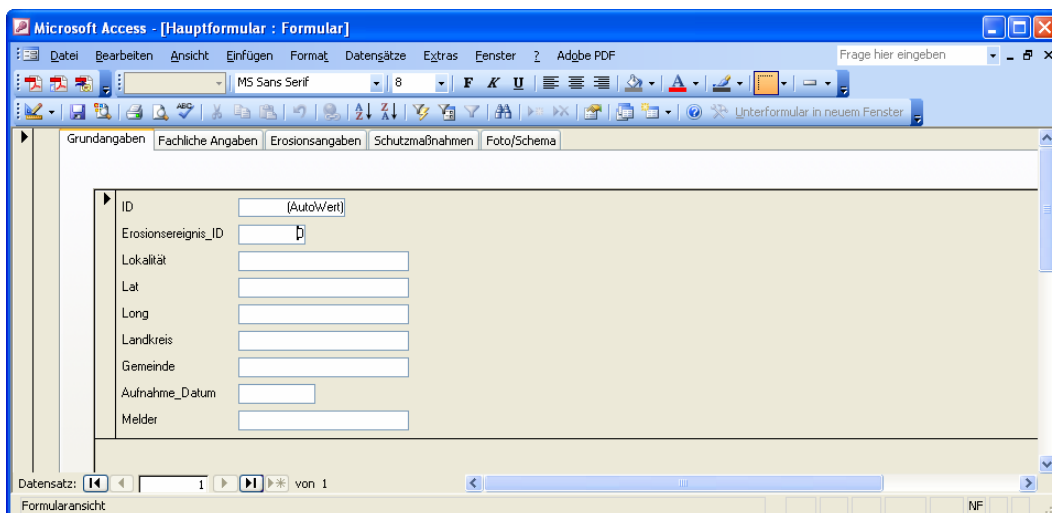 Microsoft Access - [Hauptformular : Formular]
Datei Bearbeiten Ansicht Einfügen Format Datensätze Extras Fenster ? Adobe PDF Frage hier eingeben
MS Sans Serif 8 F K U A
Unterformular in neuem Fenster
Grundangaben Fachliche Angaben Erosionsangaben Schutzmaßnahmen Foto/Schema
ID (AutoWert)
Erosionsereignis_ID 0
Lokalität
Lat
Long
Landkreis
Gemeinde
Aufnahme_Datum
Melder
Datensatz: 1 von 1
Formularansicht NF